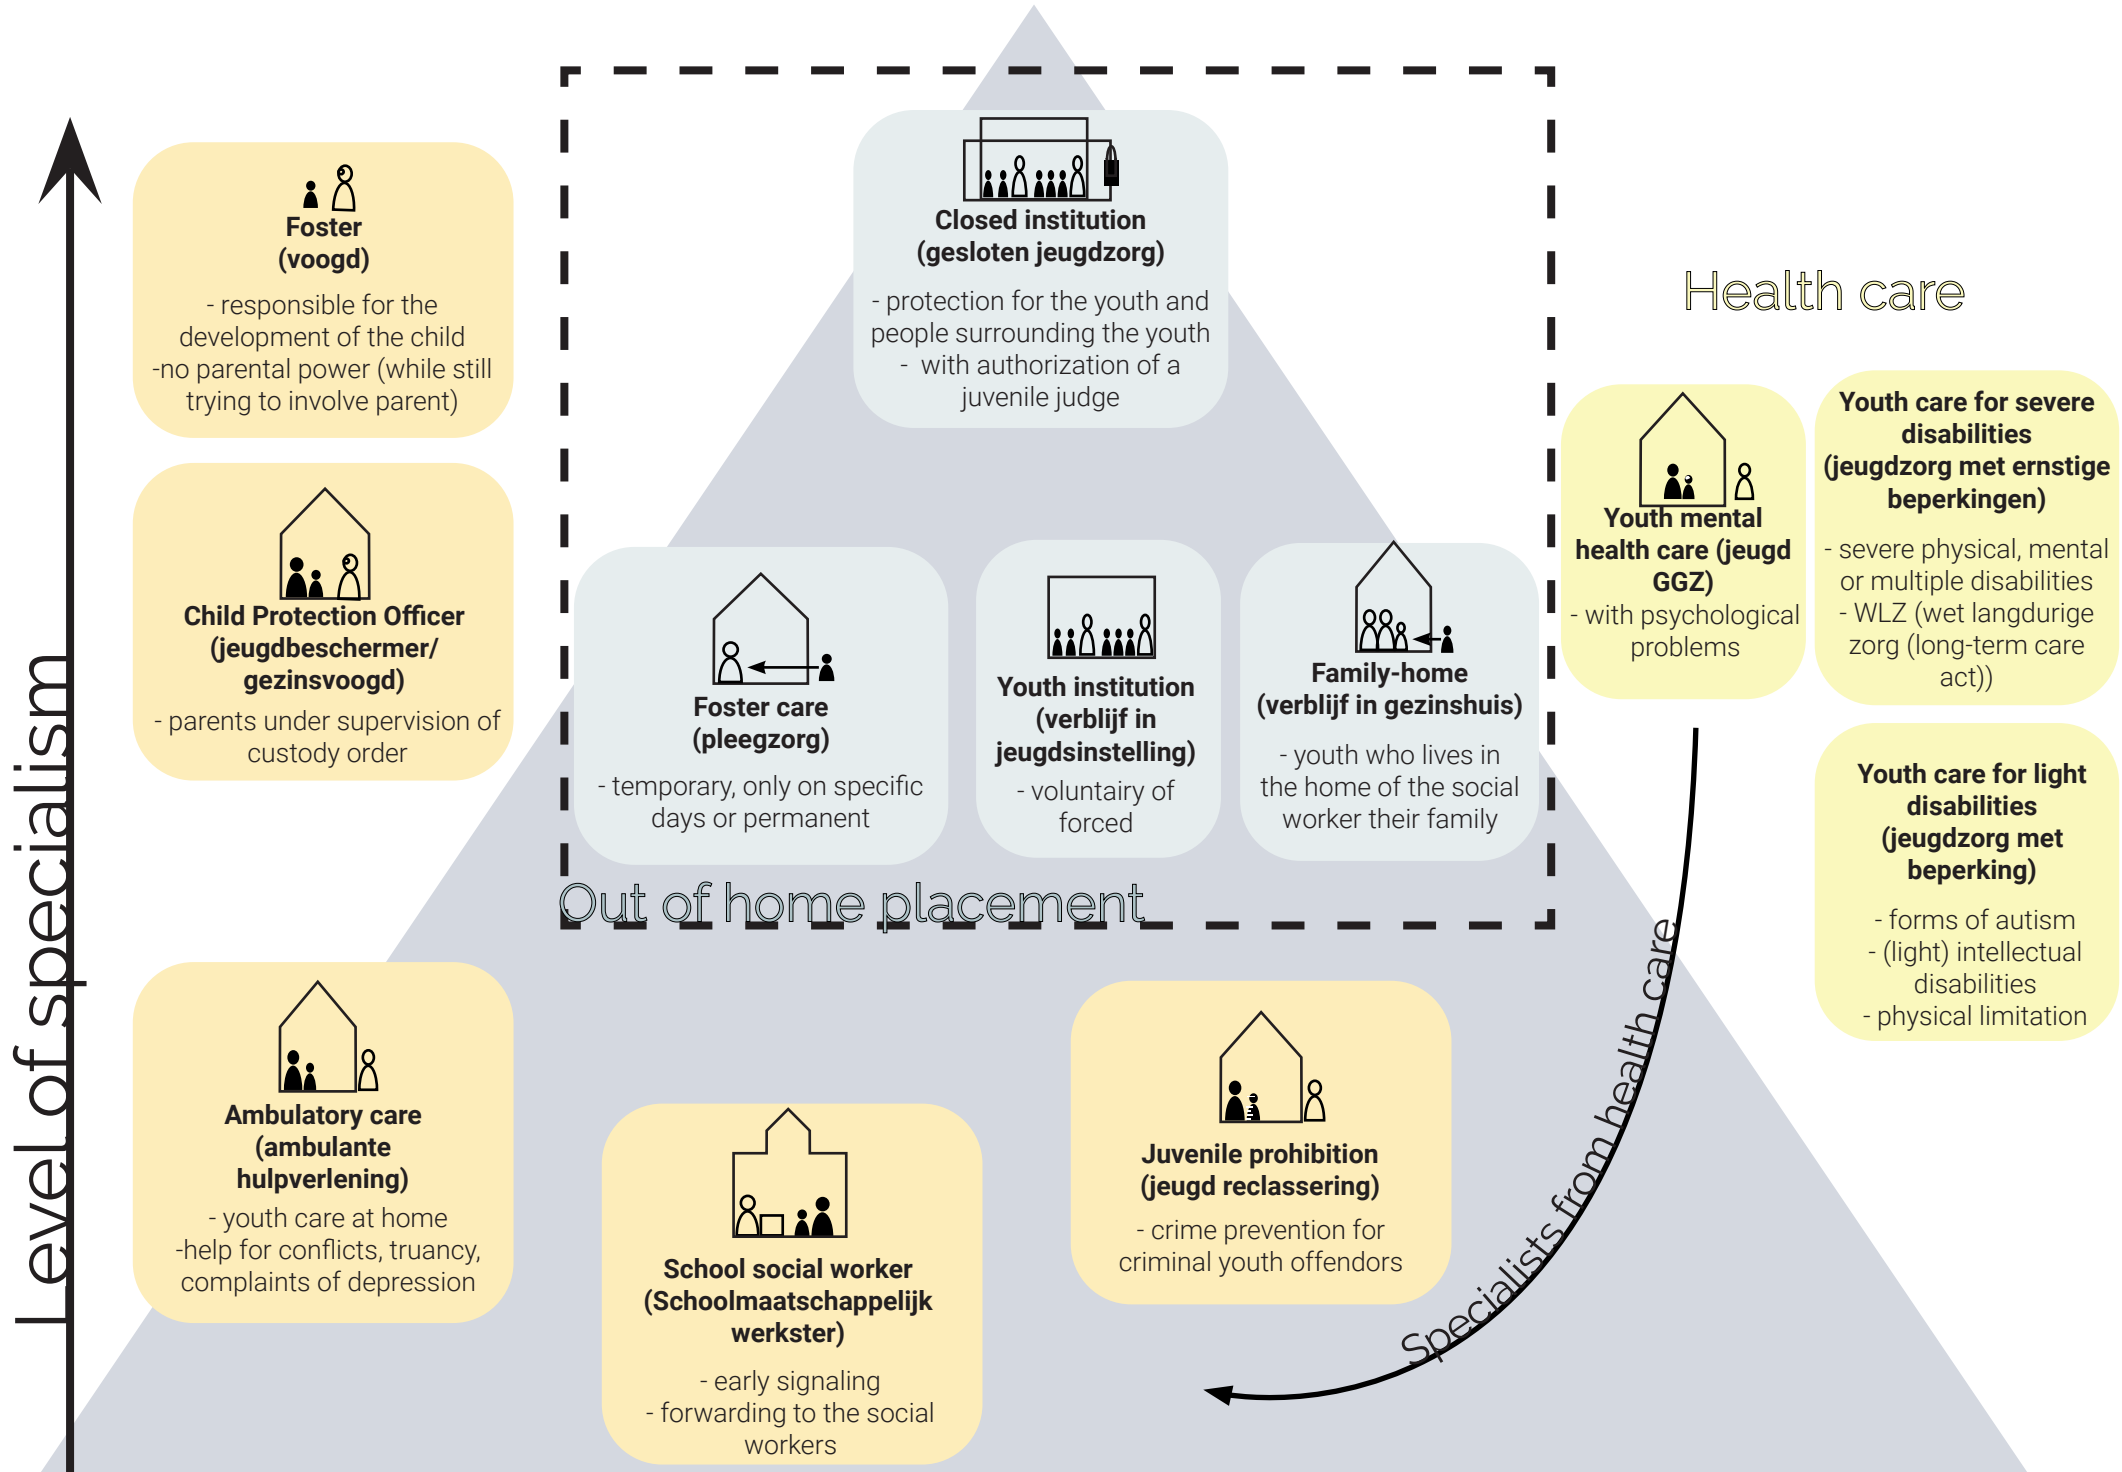 Level of specialism
Foster
(voogd)
- responsible for the
development of the child
-no parental power (while still
trying to involve parent)
Child Protection Officer
(jeugdbeschermer/
gezinsvoogd)
- parents under supervision of
custody order
Ambulatory care
(ambulante
hulpverlening)
- youth care at home
-help for conflicts, truancy,
complaints of depression
Closed institution
(gesloten jeugdzorg)
- protection for the youth and
people surrounding the youth
- with authorization of a
juvenile judge
Foster care
(pleegzorg)
- temporary, only on specific
days or permanent
Youth institution
(verblijf in
jeugdsinstelling)
- voluntairy of
forced
Family-home
(verblijf in gezinshuis)
- youth who lives in
the home of the social
worker their family
Out of home placement
School social worker
(Schoolmaatschappelijk
werkster)
- early signaling
- forwarding to the social
workers
Juvenile prohibition
(jeugd reclassering)
- crime prevention for
criminal youth offendors
Health care
Youth mental
health care (jeugd
GGZ)
- with psychological
problems
Youth care for severe
disabilities
(jeugdzorg met ernstige
beperkingen)
- severe physical, mental
or multiple disabilities
- WLZ (wet langdurige
zorg (long-term care
act))
Youth care for light
disabilities
(jeugdzorg met
beperking)
- forms of autism
- (light) intellectual
disabilities
- physical limitation
Specialists from health care